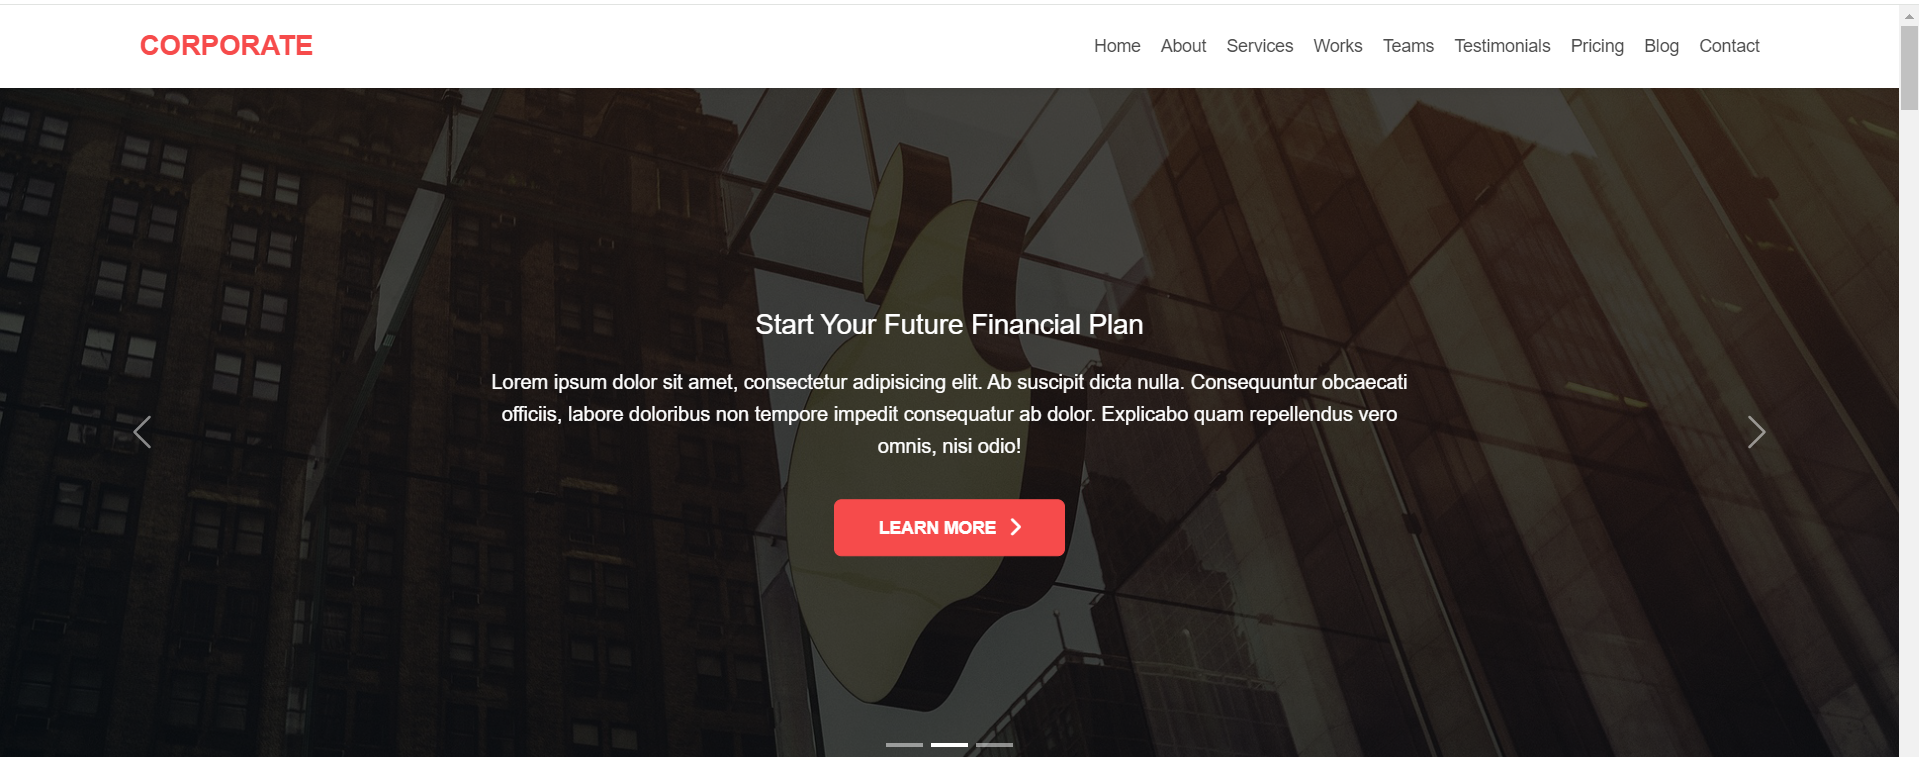 CORPORATE
Home About Services Works Teams Testimonials Pricing Blog Contact
Start Your Future Financial Plan
Lorem ipsum dolor sit amet, consectetur adipisicing elit. Ab suscipit dicta nulla. Consequuntur obcaecati
officiis, labore doloribus non tempore impedit consequatur ab dolor. Explicabo quam repellendus vero
omnis, nisi odio!
LEARN MORE